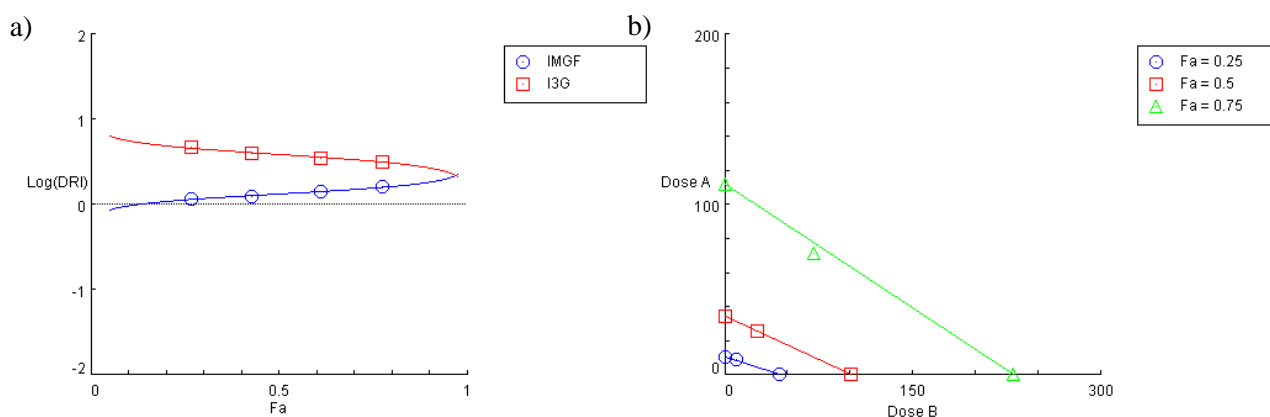 a)
2
1
Log(DRI)
0
-1
-2
0
0.5
1
Fa
IMGF
I3G
b)
200
Dose A
100
0
0
150
300
Dose B
Fa = 0.25
Fa = 0.5
Fa = 0.75